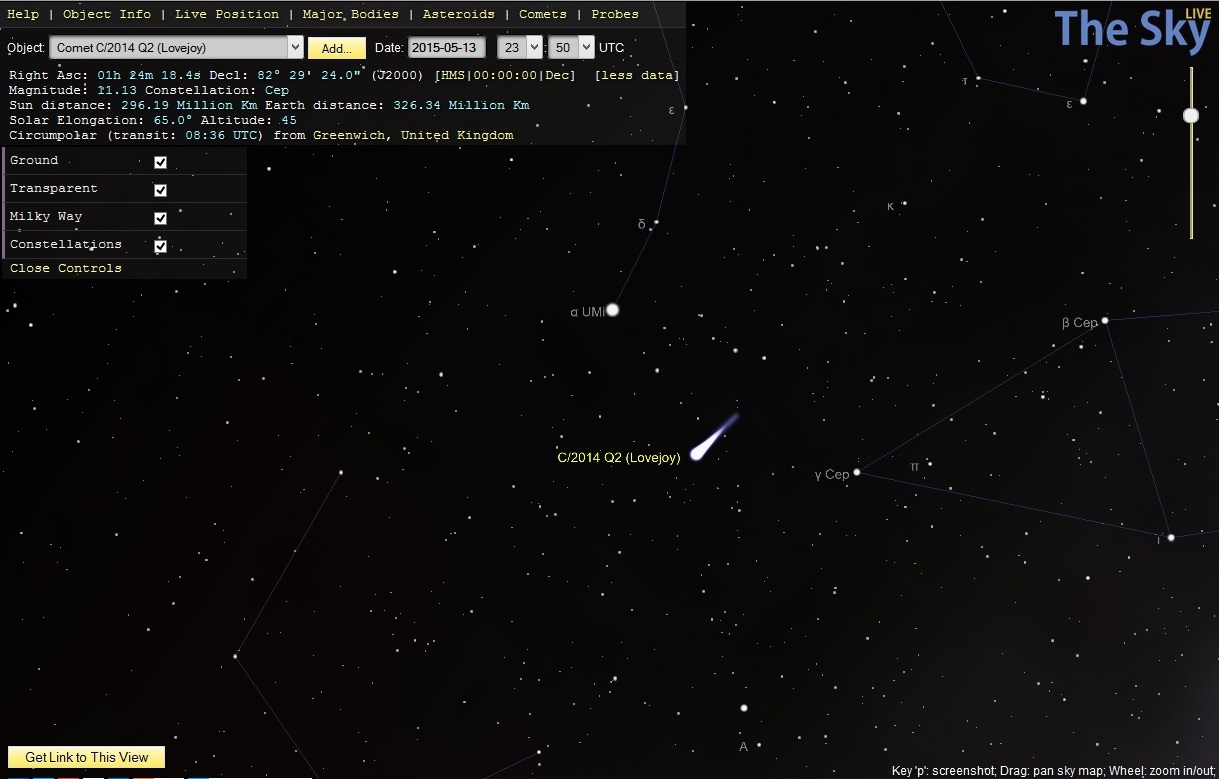 Help | Object Info | Live Position | Major Bodies | Asteroids | Comets | Probes
The Sky LIVE
Object: Comet C/2014 Q2 (Lovejoy) Add... Date: 2015-05-13 23 : 50 UTC
Right Asc: 01h 24m 18.4s Decl: 82° 29' 24.0" (J2000) [HMS|00:00:00|Dec] [less data]
Magnitude: 11.13 Constellation: Cep
Sun distance: 296.19 Million Km Earth distance: 326.34 Million Km
Solar Elongation: 65.0° Altitude: 45
Circumpolar (transit: 08:36 UTC) from Greenwich, United Kingdom
Ground
Transparent
Milky Way
Constellations
Close Controls
τ
ε
ε
κ
δ
α UMi
β Cep
C/2014 Q2 (Lovejoy)
γ Cep
π
ι
A
Get Link to This View
Key 'p': screenshot; Drag: pan sky map; Wheel: zoom in/out;